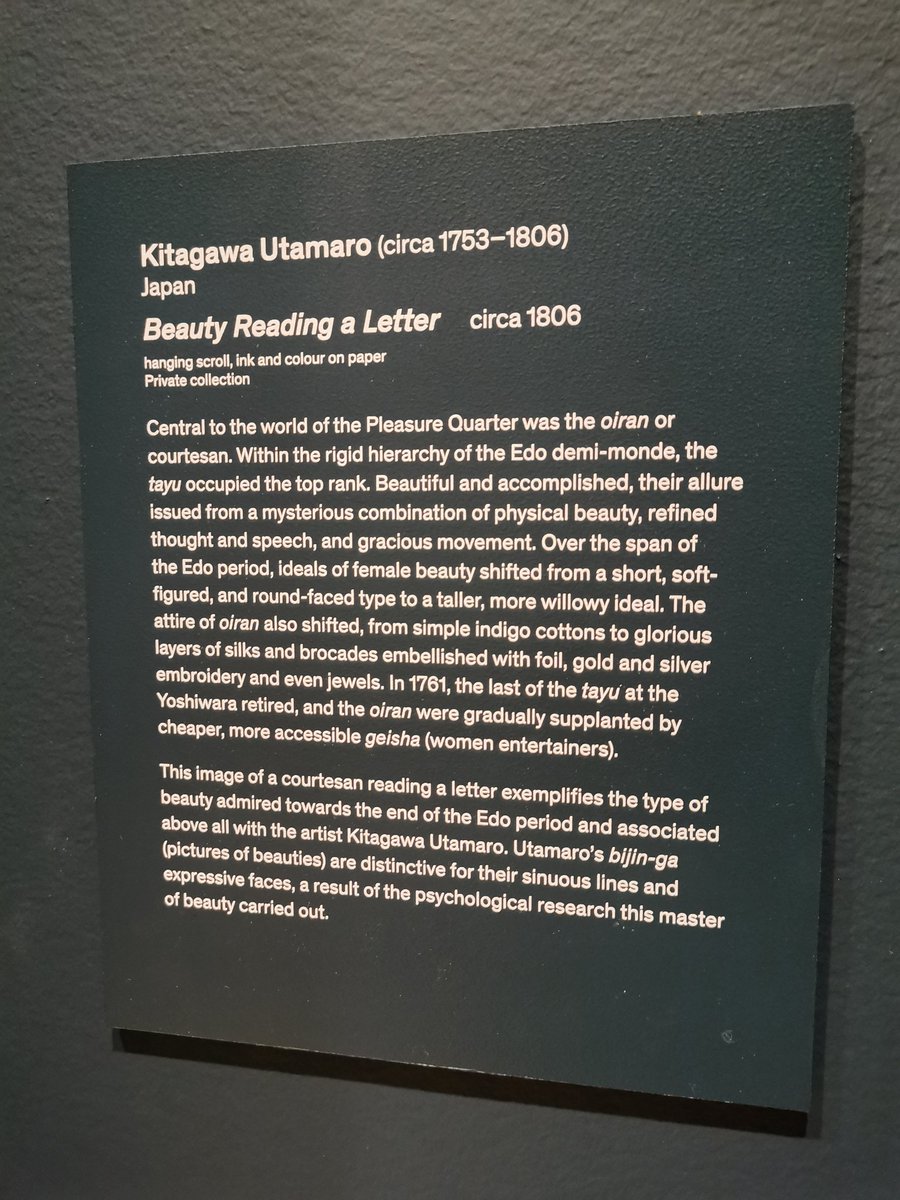 Kitagawa Utamaro (circa 1753–1806)
Japan
Beauty Reading a Letter circa 1806
hanging scroll, ink and colour on paper
Private collection
Central to the world of the Pleasure Quarter was the oiran or
courtesan. Within the rigid hierarchy of the Edo demi-monde, the
tayu occupied the top rank. Beautiful and accomplished, their allure
issued from a mysterious combination of physical beauty, refined
thought and speech, and gracious movement. Over the span of
the Edo period, ideals of female beauty shifted from a short, soft-
figured, and round-faced type to a taller, more willowy ideal. The
attire of oiran also shifted, from simple indigo cottons to glorious
layers of silks and brocades embellished with foil, gold and silver
embroidery and even jewels. In 1761, the last of the tayu at the
Yoshiwara retired, and the oiran were gradually supplanted by
cheaper, more accessible geisha (women entertainers).
This image of a courtesan reading a letter exemplifies the type of
beauty admired towards the end of the Edo period and associated
above all with the artist Kitagawa Utamaro. Utamaro's bijin-ga
(pictures of beauties) are distinctive for their sinuous lines and
expressive faces, a result of the psychological research this master
of beauty carried out.